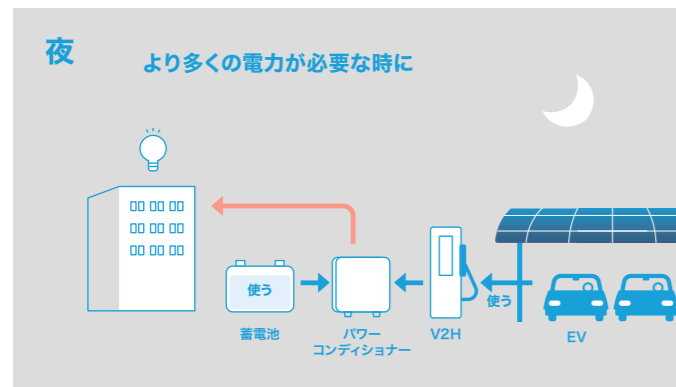 夜
より多くの電力が必要な時に
使う
使う
蓄電池
パワー
コンディショナー
V2H
EV